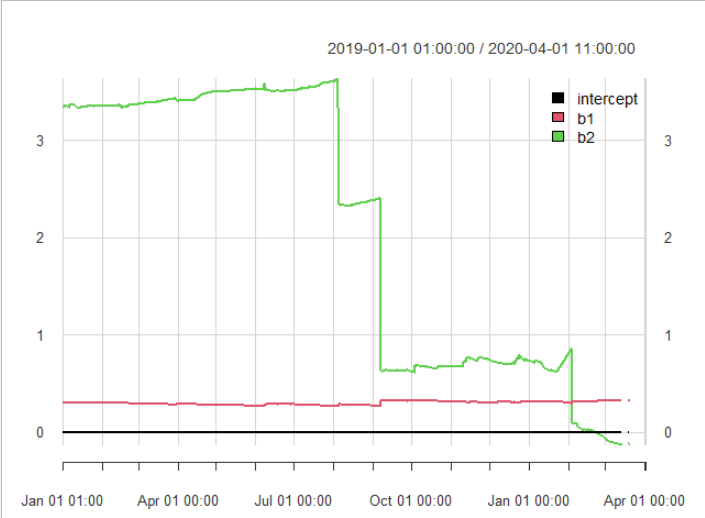 2019-01-01 01:00:00 / 2020-04-01 11:00:00
intercept
b1
b2
3 3
2 2
1 1
0 0
Jan 01 01:00 Apr 01 00:00 Jul 01 00:00 Oct 01 00:00 Jan 01 00:00 Apr 01 00:00